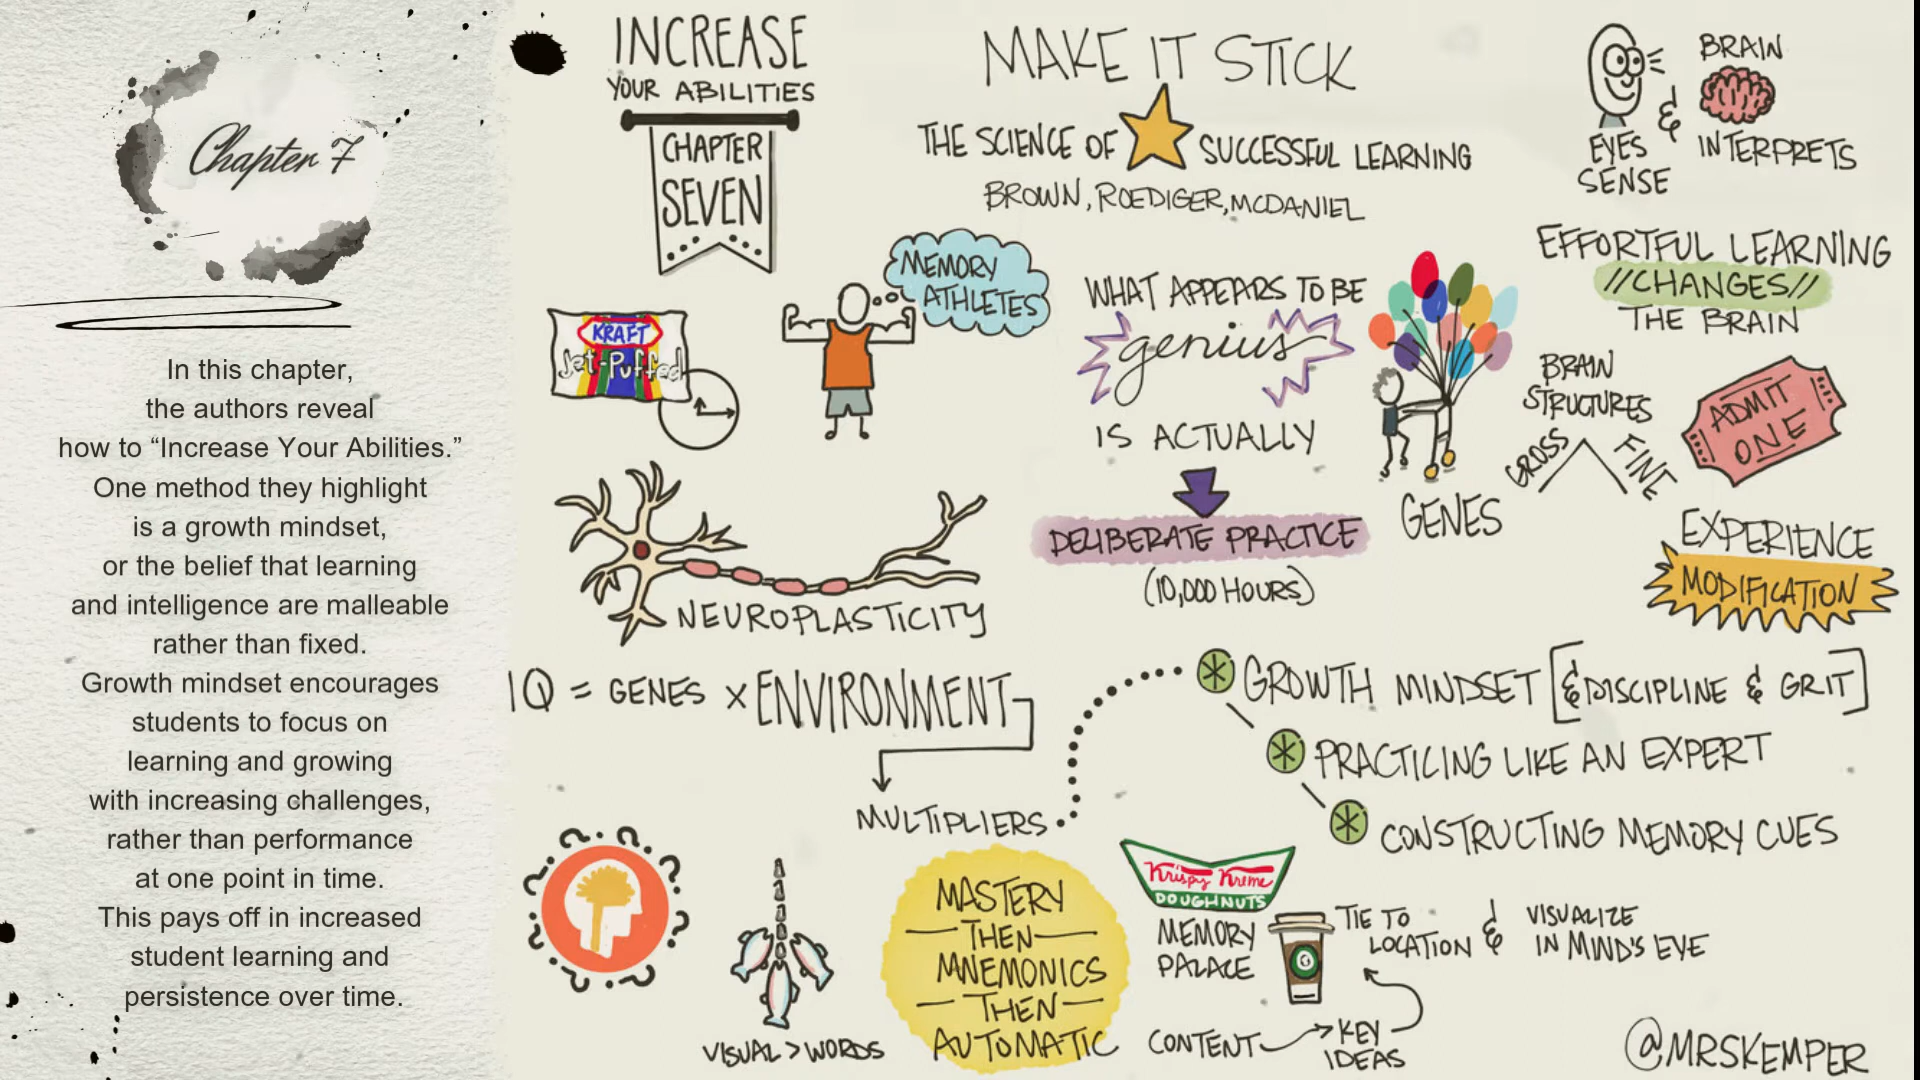 Chapter 7
In this chapter,
the authors reveal
how to “Increase Your Abilities.”
One method they highlight
is a growth mindset,
or the belief that learning
and intelligence are malleable
rather than fixed.
Growth mindset encourages
students to focus on
learning and growing
with increasing challenges,
rather than performance
at one point in time.
This pays off in increased
student learning and
persistence over time.
INCREASE
YOUR ABILITIES
CHAPTER
SEVEN
MAKE IT STICK
THE SCIENCE OF SUCCESSFUL LEARNING
BROWN, ROEDIGER, MCDANIEL
BRAIN
EYES
SENSE
&
INTERPRETS
KRAFT
Jet-Puffed
MEMORY
ATHLETES
WHAT APPEARS TO BE
genius
IS ACTUALLY
DELIBERATE PRACTICE
(10,000 HOURS)
GENES
EFFORTFUL LEARNING
//CHANGES//
THE BRAIN
BRAIN
STRUCTURES
GROSS
FINE
ADMIT
ONE
EXPERIENCE
MODIFICATION
NEUROPLASTICITY
IQ = GENES x ENVIRONMENT
MULTIPLIERS
* GROWTH MINDSET [& DISCIPLINE & GRIT]
* PRACTICING LIKE AN EXPERT
* CONSTRUCTING MEMORY CUES
? ? ? ? ? ? ? ? ? ?
VISUAL > WORDS
MASTERY
THEN
MNEMONICS
THEN
AUTOMATIC
Krispy Kreme
DOUGHNUTS
MEMORY
PALACE
TIE TO
LOCATION
&
VISUALIZE
IN MIND'S EYE
CONTENT
KEY
IDEAS
@MRSKEMPER